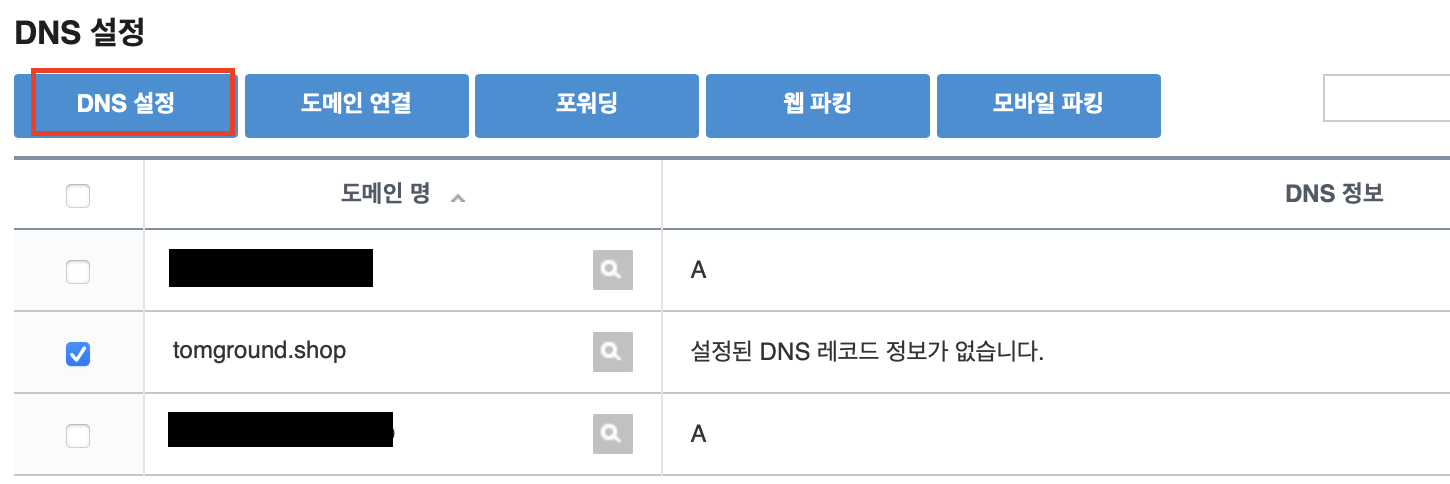 DNS 설정
DNS 설정 도메인 연결 포워딩 웹 파킹 모바일 파킹
도메인 명 DNS 정보
A
tomground.shop 설정된 DNS 레코드 정보가 없습니다.
A